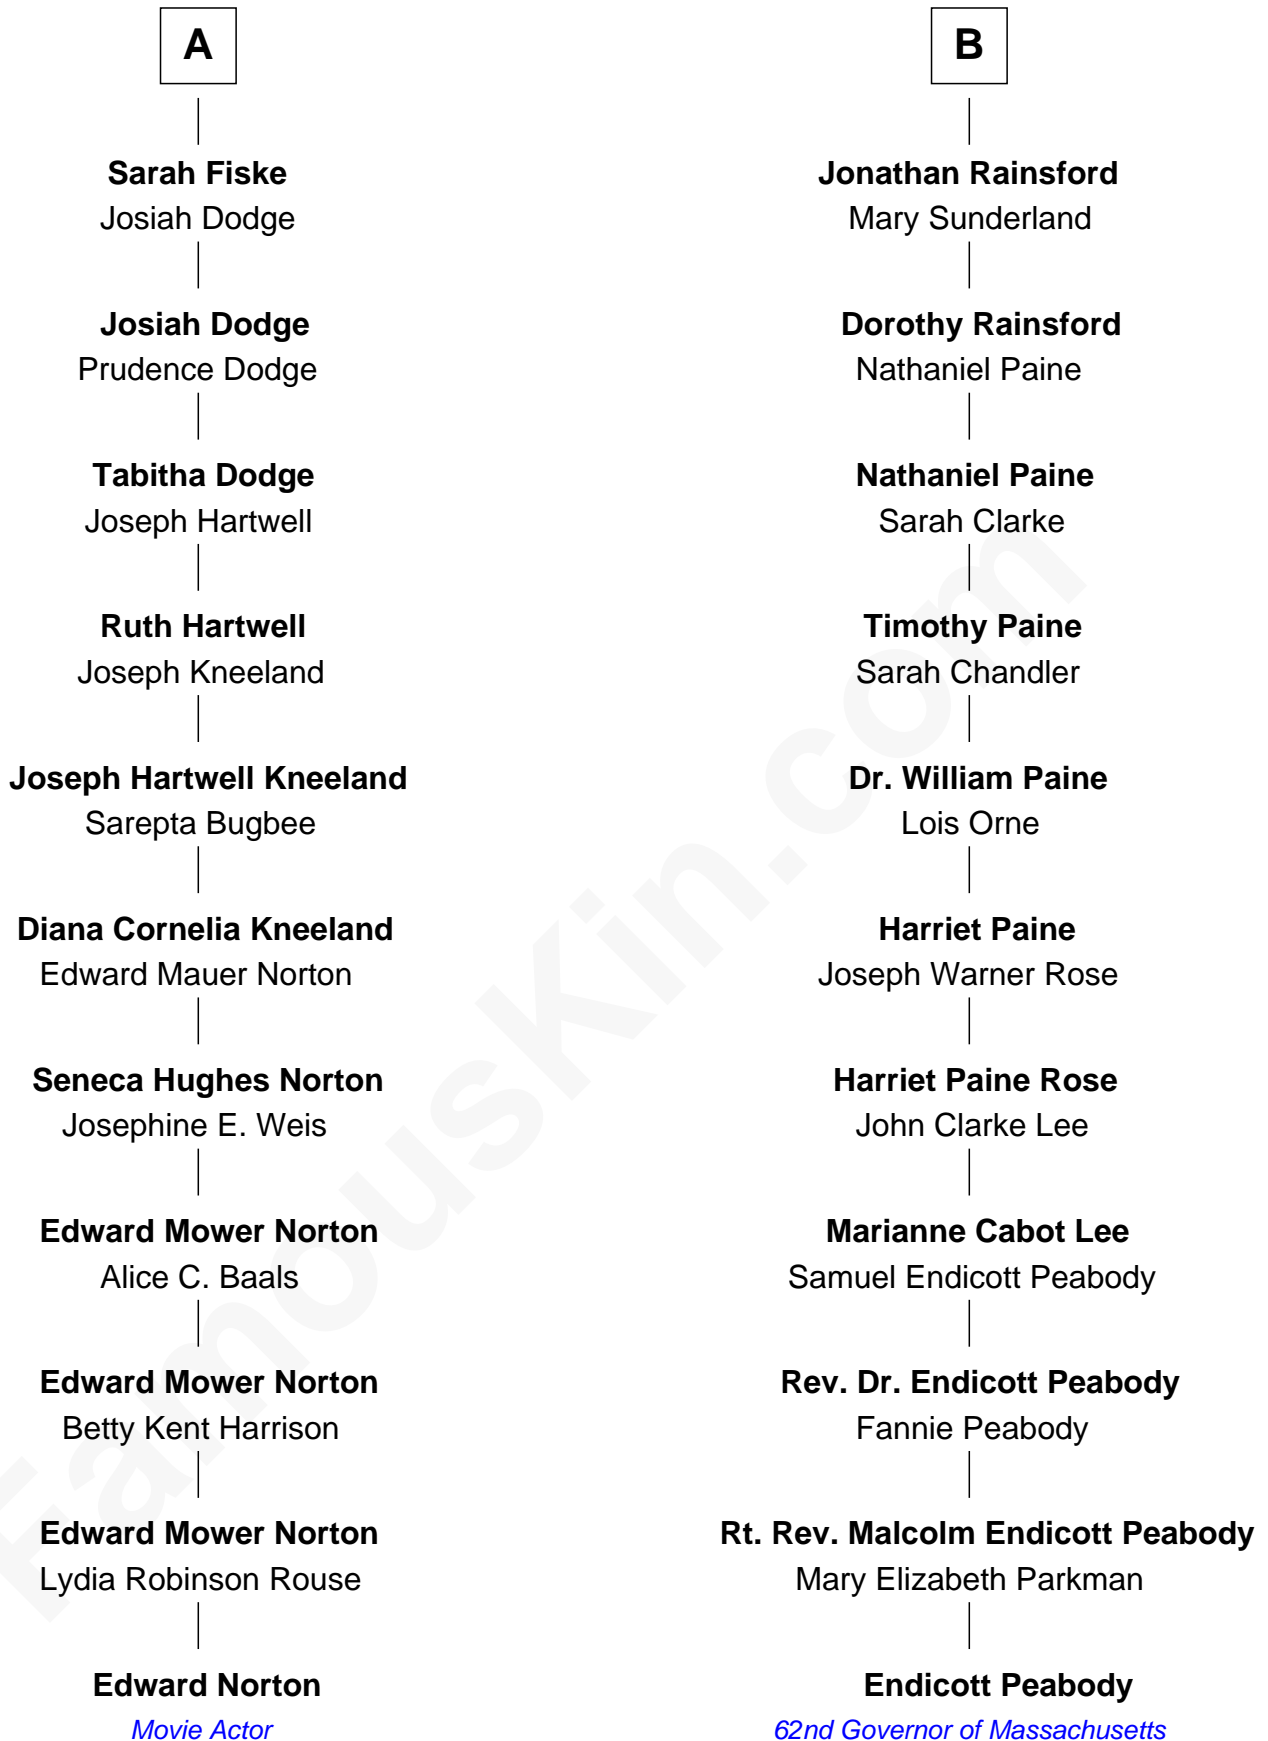 A
Sarah Fiske
Josiah Dodge
Josiah Dodge
Prudence Dodge
Tabitha Dodge
Joseph Hartwell
Ruth Hartwell
Joseph Kneeland
Joseph Hartwell Kneeland
Sarepta Bugbee
Diana Cornelia Kneeland
Edward Mauer Norton
Seneca Hughes Norton
Josephine E. Weis
Edward Mower Norton
Alice C. Baals
Edward Mower Norton
Betty Kent Harrison
Edward Mower Norton
Lydia Robinson Rouse
Edward Norton
Movie Actor
B
Jonathan Rainsford
Mary Sunderland
Dorothy Rainsford
Nathaniel Paine
Nathaniel Paine
Sarah Clarke
Timothy Paine
Sarah Chandler
Dr. William Paine
Lois Orne
Harriet Paine
Joseph Warner Rose
Harriet Paine Rose
John Clarke Lee
Marianne Cabot Lee
Samuel Endicott Peabody
Rev. Dr. Endicott Peabody
Fannie Peabody
Rt. Rev. Malcolm Endicott Peabody
Mary Elizabeth Parkman
Endicott Peabody
62nd Governor of Massachusetts
FamousKin.com